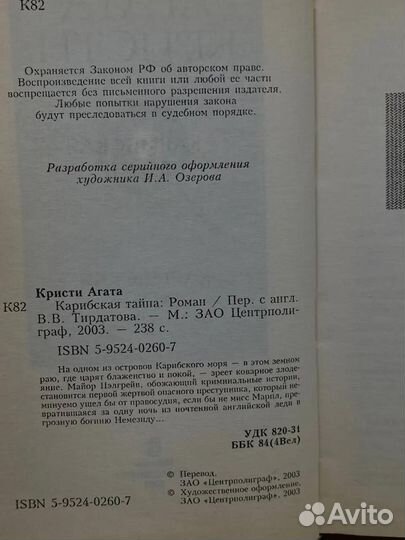 К82
Охраняется Законом РФ об авторском праве.
Воспроизведение всей книги или любой ее части
воспрещается без письменного разрешения издателя.
Любые попытки нарушения закона
будут преследоваться в судебном порядке.
Разработка серийного оформления
художника И.А. Озерова
Кристи Агата
К82 Карибская тайна: Роман / Пер. с англ.
В.В. Тирдатова. — М.: ЗАО Центрполи-
граф, 2003. — 238 с.
ISBN 5-9524-0260-7
На одном из островов Карибского моря — в этом земном
раю, где царят блаженство и покой, — зреет коварное злоде-
яние. Майор Пэлгрейв, обожающий криминальные истории,
становится первой жертвой опасного преступника, который не-
минуемо ушел бы от правосудия, если бы не мисс Марпл, пре-
вратившаяся за одну ночь из почтенной английской леди в
грозную богиню Немезиду...
УДК 820-31
ББК 84(4Вел)
© Перевод,
ЗАО «Центрполиграф», 2003
© Художественное оформление,
ЗАО «Центрполиграф», 2003
ISBN 5-9524-0260-7
Avito